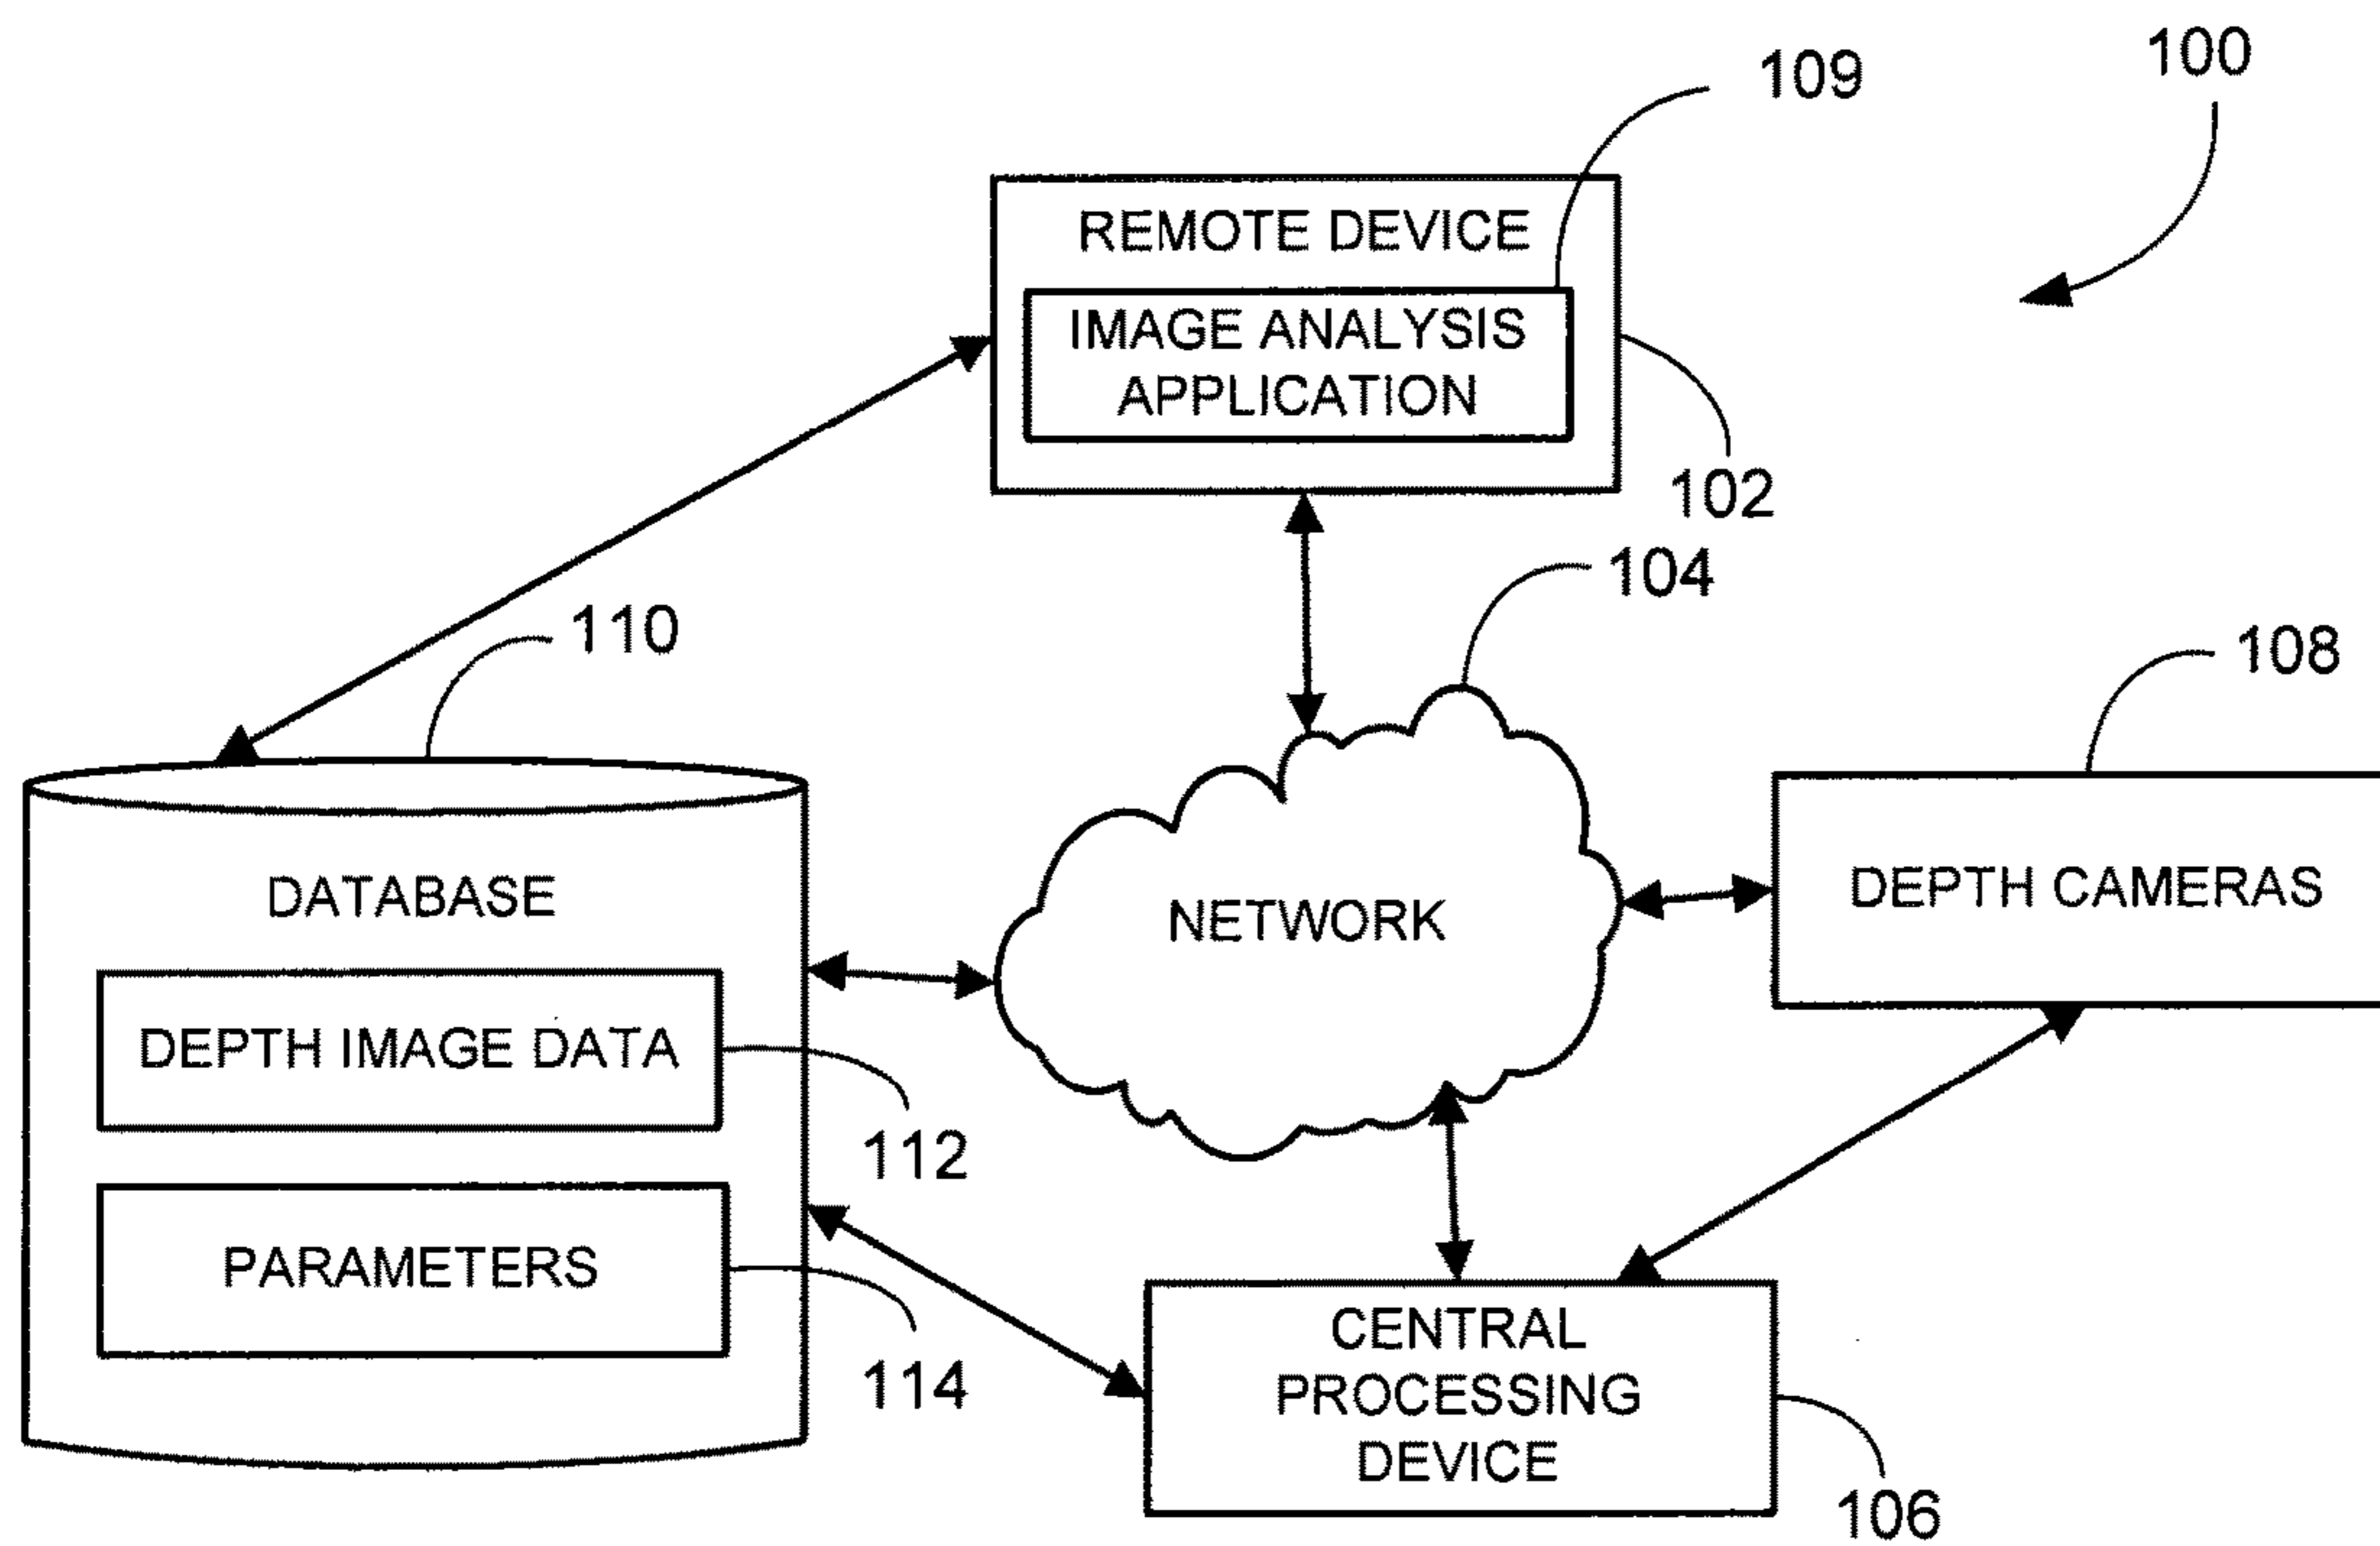 100
109
REMOTE DEVICE
IMAGE ANALYSIS
APPLICATION
102
104
110
108
DATABASE
NETWORK
DEPTH CAMERAS
DEPTH IMAGE DATA
112
PARAMETERS
114
CENTRAL
PROCESSING
DEVICE
106